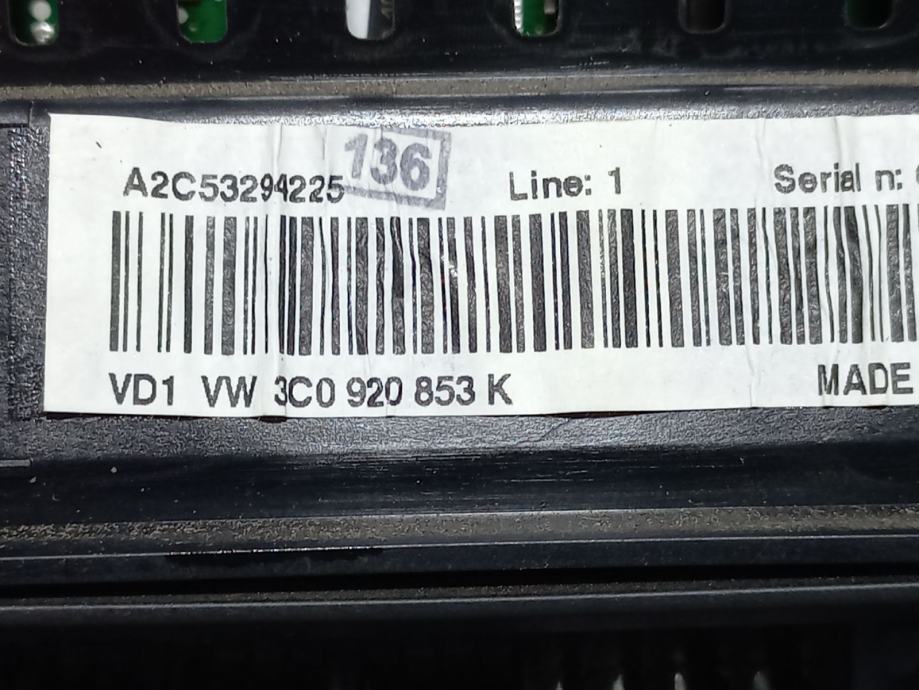 136
A2C53294225 Line: 1 Serial n:
VD1 VW 3C0 920 853 K MADE